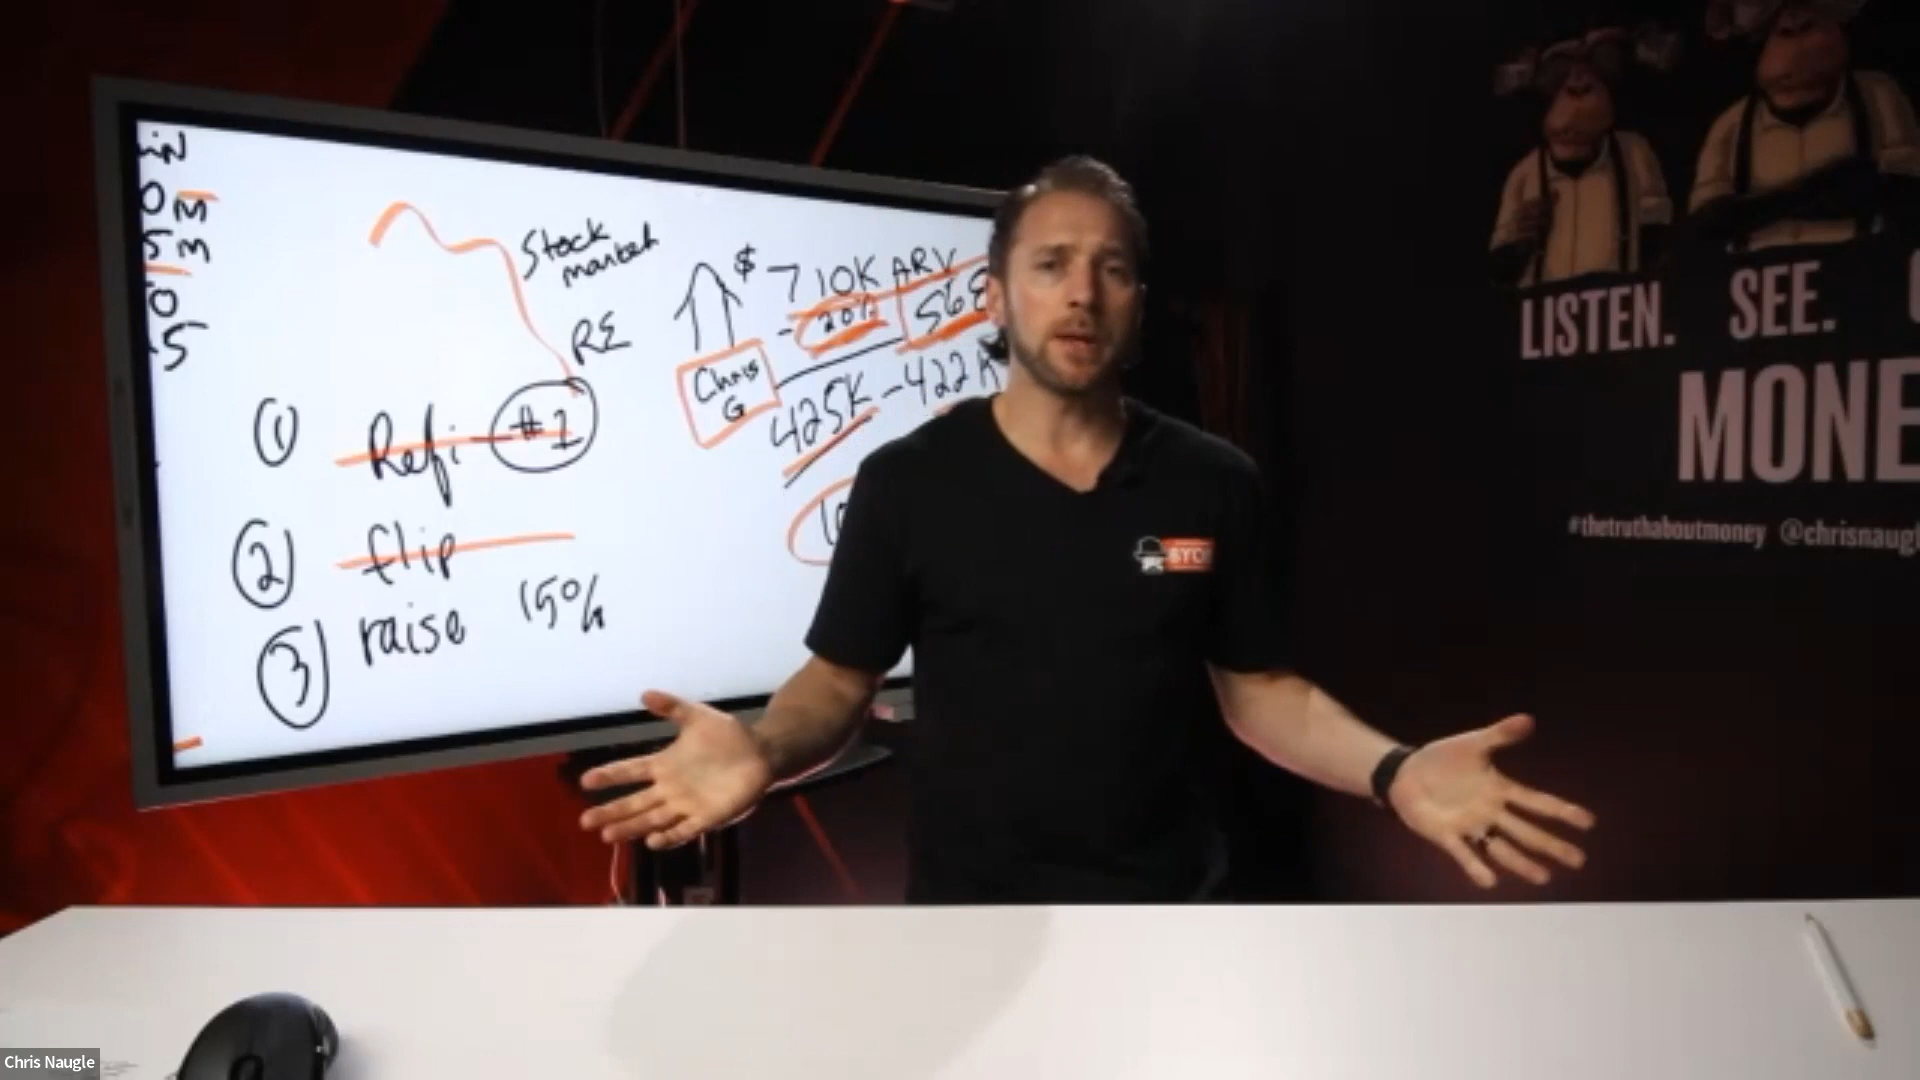 Stock
market
RE
① Refi - #1
② flip
③ raise 15%
$
710K ARV
- 20%
568
Chris
G
425K - 422K
LISTEN. SEE.
MONE
#thetruthaboutmoney @chrisnaugl
BYOB
Chris Naugle